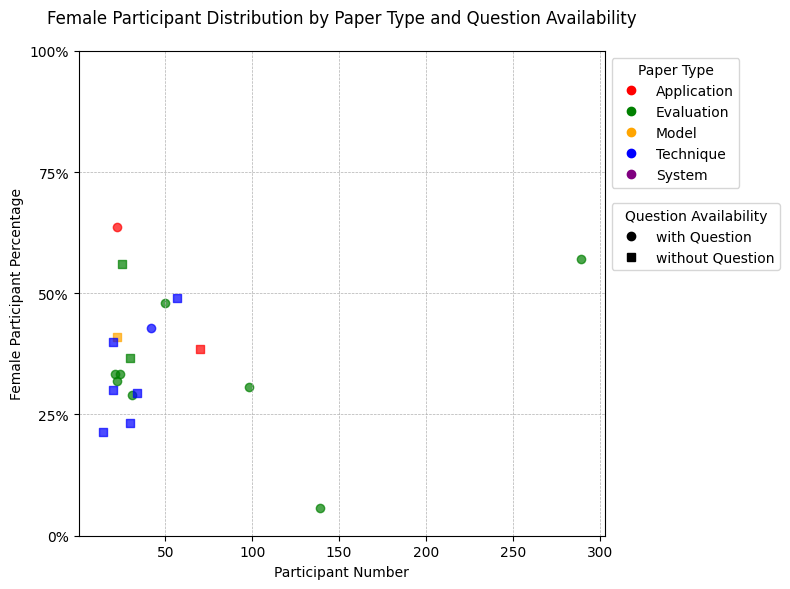 Female Participant Distribution by Paper Type and Question Availability
Female Participant Percentage
100%
75%
50%
25%
0%
50
100
150
200
250
300
Participant Number
Paper Type
Application
Evaluation
Model
Technique
System
Question Availability
with Question
without Question